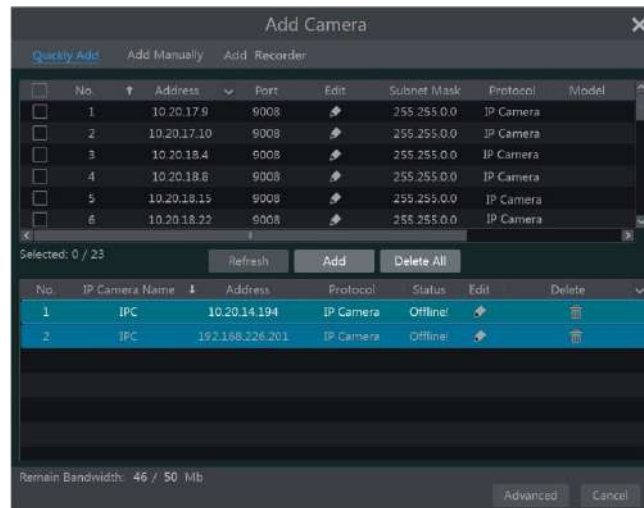 Add Camera
Quickly Add Add Manually Add Recorder
No. Address Port Edit Subnet Mask Protocol Model
1 10.20.17.9 9008 255.255.0.0 IP Camera
2 10.20.17.10 9008 255.255.0.0 IP Camera
3 10.20.18.4 9008 255.255.0.0 IP Camera
4 10.20.18.8 9008 255.255.0.0 IP Camera
5 10.20.18.15 9008 255.255.0.0 IP Camera
6 10.20.18.22 9008 255.255.0.0 IP Camera
Selected: 0 / 23 Refresh Add Delete All
No. IP Camera Name Address Protocol Status Edit Delete
1 IPC 10.20.14.194 IP Camera Offline!
2 IPC 192.168.226.201 IP Camera Offline!
Remain Bandwidth: 46 / 50 Mb
Advanced Cancel